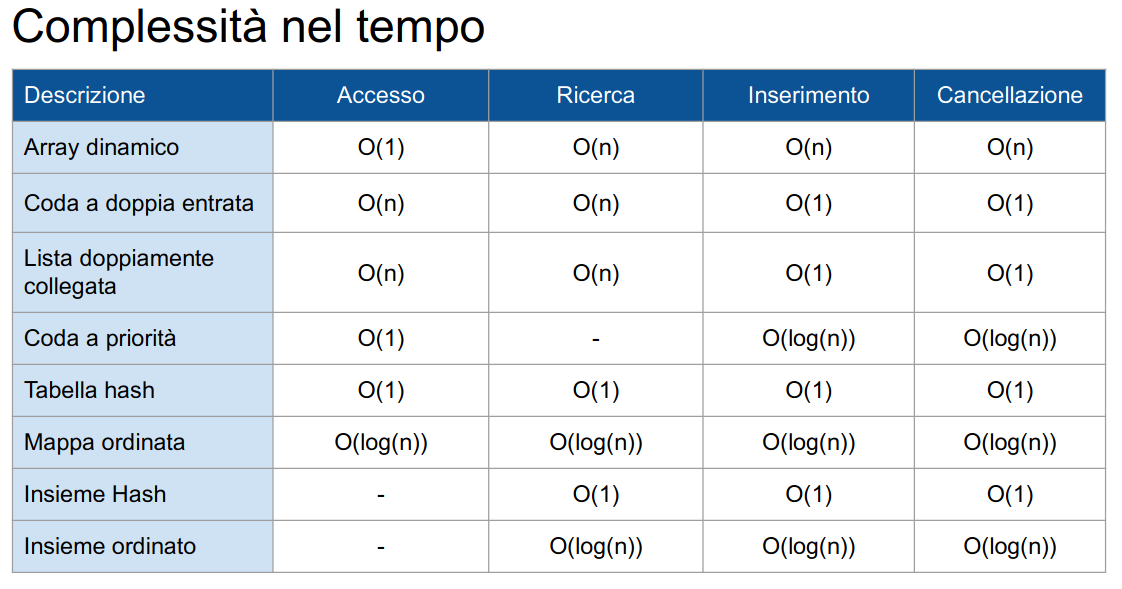 Complessità nel tempo
Descrizione Accesso Ricerca Inserimento Cancellazione
Array dinamico O(1) O(n) O(n) O(n)
Coda a doppia entrata O(n) O(n) O(1) O(1)
Lista doppiamente
collegata O(n) O(n) O(1) O(1)
Coda a priorità O(1) - O(log(n)) O(log(n))
Tabella hash O(1) O(1) O(1) O(1)
Mappa ordinata O(log(n)) O(log(n)) O(log(n)) O(log(n))
Insieme Hash - O(1) O(1) O(1)
Insieme ordinato - O(log(n)) O(log(n)) O(log(n))